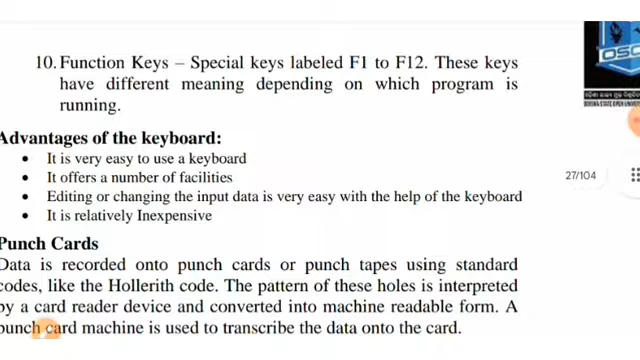 10. Function Keys – Special keys labeled F1 to F12. These keys
have different meaning depending on which program is
running.
Advantages of the keyboard:
• It is very easy to use a keyboard
• It offers a number of facilities
• Editing or changing the input data is very easy with the help of the keyboard
• It is relatively Inexpensive
Punch Cards
Data is recorded onto punch cards or punch tapes using standard
codes, like the Hollerith code. The pattern of these holes is interpreted
by a card reader device and converted into machine readable form. A
punch card machine is used to transcribe the data onto the card.
OSO
27/104